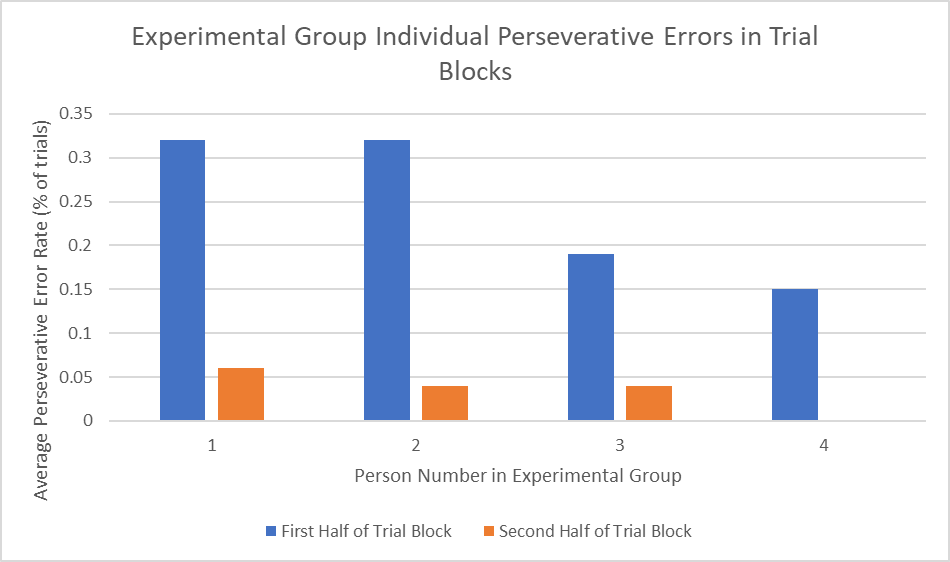 Experimental Group Individual Perseverative Errors in Trial
Blocks
Average Perseverative Error Rate (% of trials)
0.35
0.3
0.25
0.2
0.15
0.1
0.05
0
1 2 3 4
Person Number in Experimental Group
First Half of Trial Block Second Half of Trial Block